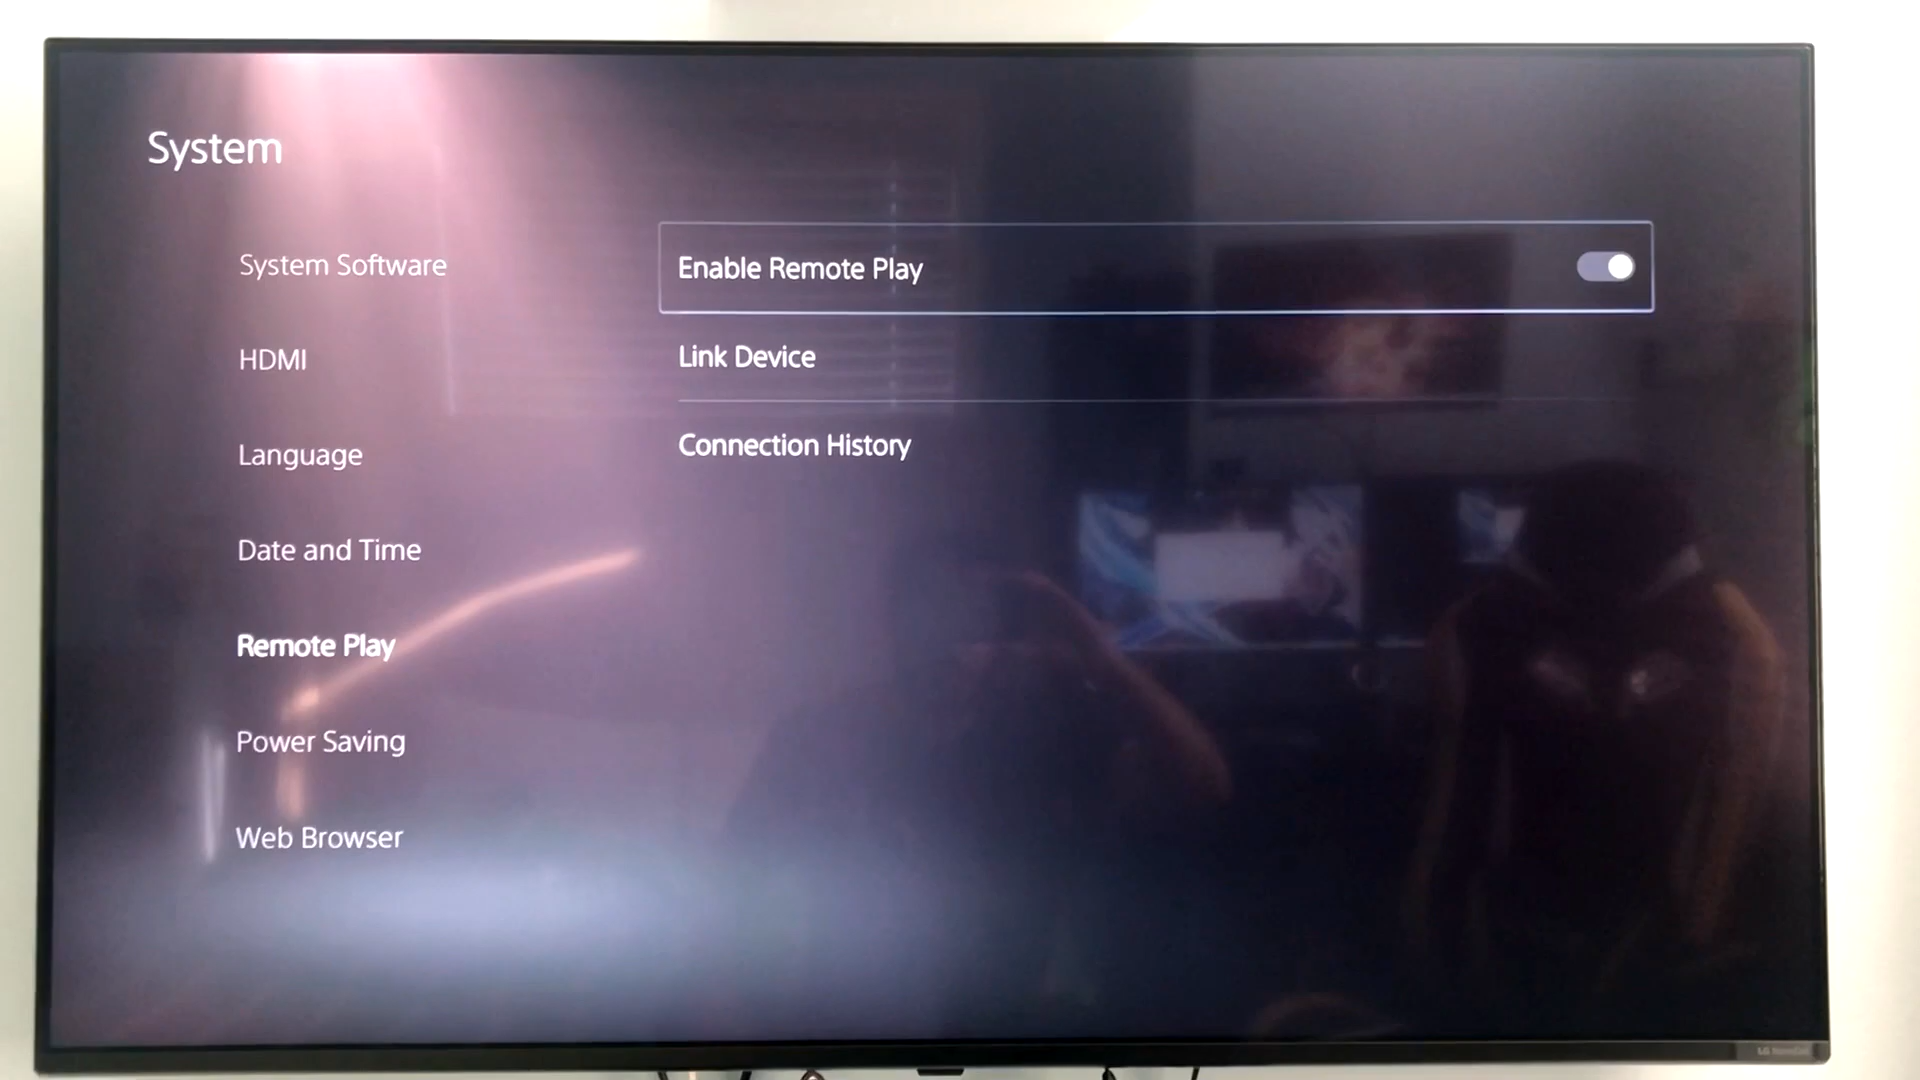 System
System Software
HDMI
Language
Date and Time
Remote Play
Power Saving
Web Browser
Enable Remote Play
Link Device
Connection History
LG